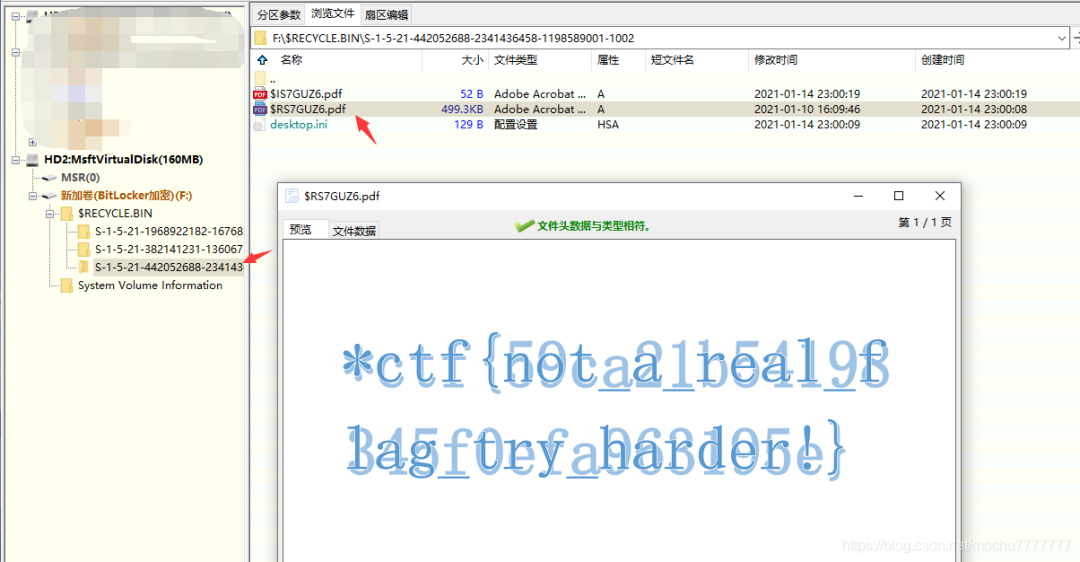 分区参数 浏览文件 扇区编辑
F:\$RECYCLE.BIN\S-1-5-21-442052688-2341436458-1198589001-1002
名称 大小 文件类型 属性 短文件名 修改时间 创建时间
..
$IS7GUZ6.pdf 52 B Adobe Acrobat ... A 2021-01-14 23:00:19 2021-01-14 23:00:19
$RS7GUZ6.pdf 499.3KB Adobe Acrobat ... A 2021-01-10 16:09:46 2021-01-14 23:00:08
desktop.ini 129 B 配置设置 HSA 2021-01-14 23:00:09 2021-01-14 23:00:09
HD2:MsftVirtualDisk(160MB)
MSR(0)
新加卷(BitLocker加密)(F:)
$RECYCLE.BIN
S-1-5-21-1968922182-16768
S-1-5-21-382141231-136067
S-1-5-21-442052688-234143
System Volume Information
$RS7GUZ6.pdf
预览 文件数据 文件头数据与类型相符。 第 1 / 1 页
*ctf{not_a_real_f
lag_try_harder!}
https://blog.csdn.net/mochu7777777